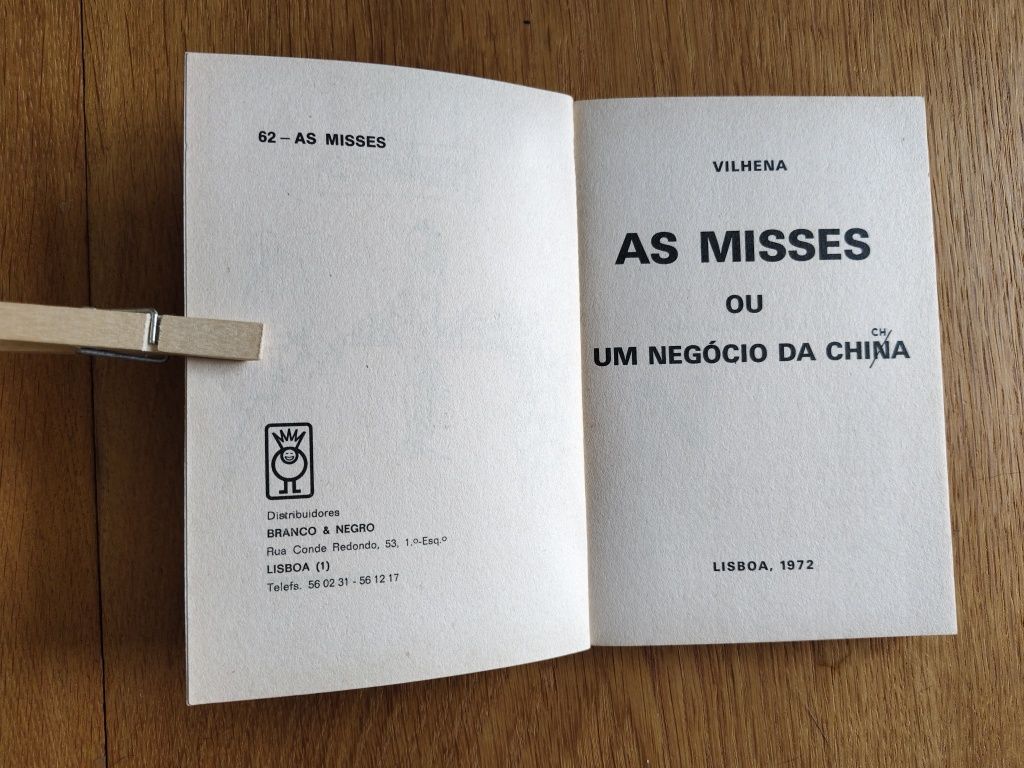 62 – AS MISSES
Distribuidores
BRANCO & NEGRO
Rua Conde Redondo, 53, 1.º-Esq.º
LISBOA (1)
Telefs. 56 02 31 - 56 12 17
VILHENA
AS MISSES
OU
CH
UM NEGÓCIO DA CHINA
LISBOA, 1972